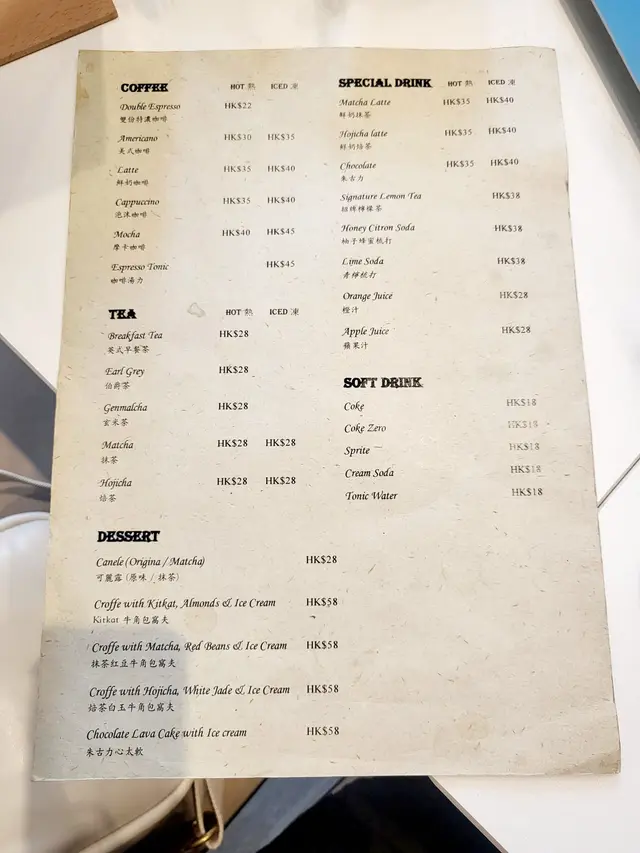 COFFEE HOT 熱 ICED 凍
Double Espresso HK$22
雙份特濃咖啡
Americano HK$30 HK$35
美式咖啡
Latte HK$35 HK$40
鮮奶咖啡
Cappuccino HK$35 HK$40
泡沫咖啡
Mocha HK$40 HK$45
摩卡咖啡
Espresso Tonic HK$45
咖啡湯力
TEA HOT 熱 ICED 凍
Breakfast Tea HK$28
英式早餐茶
Earl Grey HK$28
伯爵茶
Genmaicha HK$28
玄米茶
Matcha HK$28 HK$28
抹茶
Hojicha HK$28 HK$28
焙茶
SPECIAL DRINK HOT 熱 ICED 凍
Matcha Latte HK$35 HK$40
鮮奶抹茶
Hojicha latte HK$35 HK$40
鮮奶焙茶
Chocolate HK$35 HK$40
朱古力
Signature Lemon Tea HK$38
招牌檸檬茶
Honey Citron Soda HK$38
柚子蜂蜜梳打
Lime Soda HK$38
青檸梳打
Orange Juice HK$28
橙汁
Apple Juice HK$28
蘋果汁
SOFT DRINK
Coke HK$18
Coke Zero HK$18
Sprite HK$18
Cream Soda HK$18
Tonic Water HK$18
DESSERT
Canele (Origina / Matcha) HK$28
可麗露 (原味 / 抹茶)
Croffe with Kitkat, Almonds & Ice Cream HK$58
Kitkat 牛角包窩夫
Croffe with Matcha, Red Beans & Ice Cream HK$58
抹茶紅豆牛角包窩夫
Croffe with Hojicha, White Jade & Ice Cream HK$58
焙茶白玉牛角包窩夫
Chocolate Lava Cake with Ice cream HK$58
朱古力心太軟